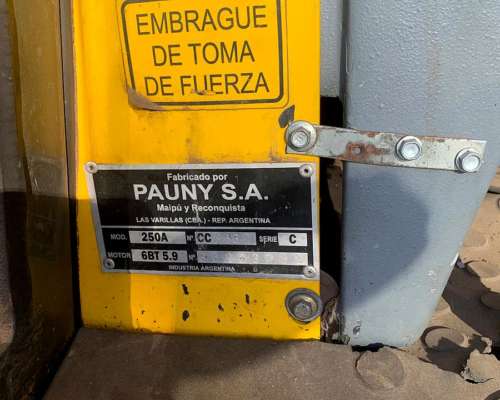 EMBRAGUE
DE TOMA
DE FUERZA
Fabricado por
PAUNY S.A.
Maipú y Reconquista
LAS VARILLAS (CBA.) - REP. ARGENTINA
MOD. 250A Nº CC SERIE C
MOTOR 6BT 5.9 Nº
INDUSTRIA ARGENTINA